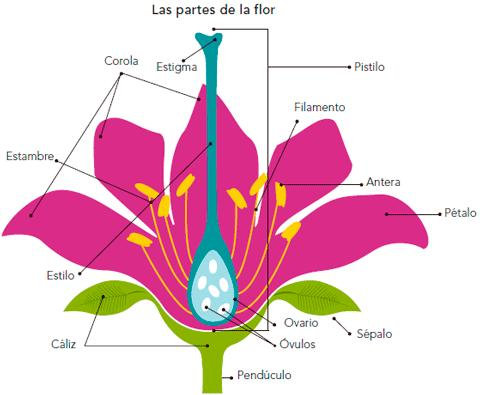 Las partes de la flor
Corola
Estigma
Pistilo
Filamento
Estambre
Antera
Pétalo
Estilo
Ovario
Sépalo
Cáliz
Óvulos
Pendúculo